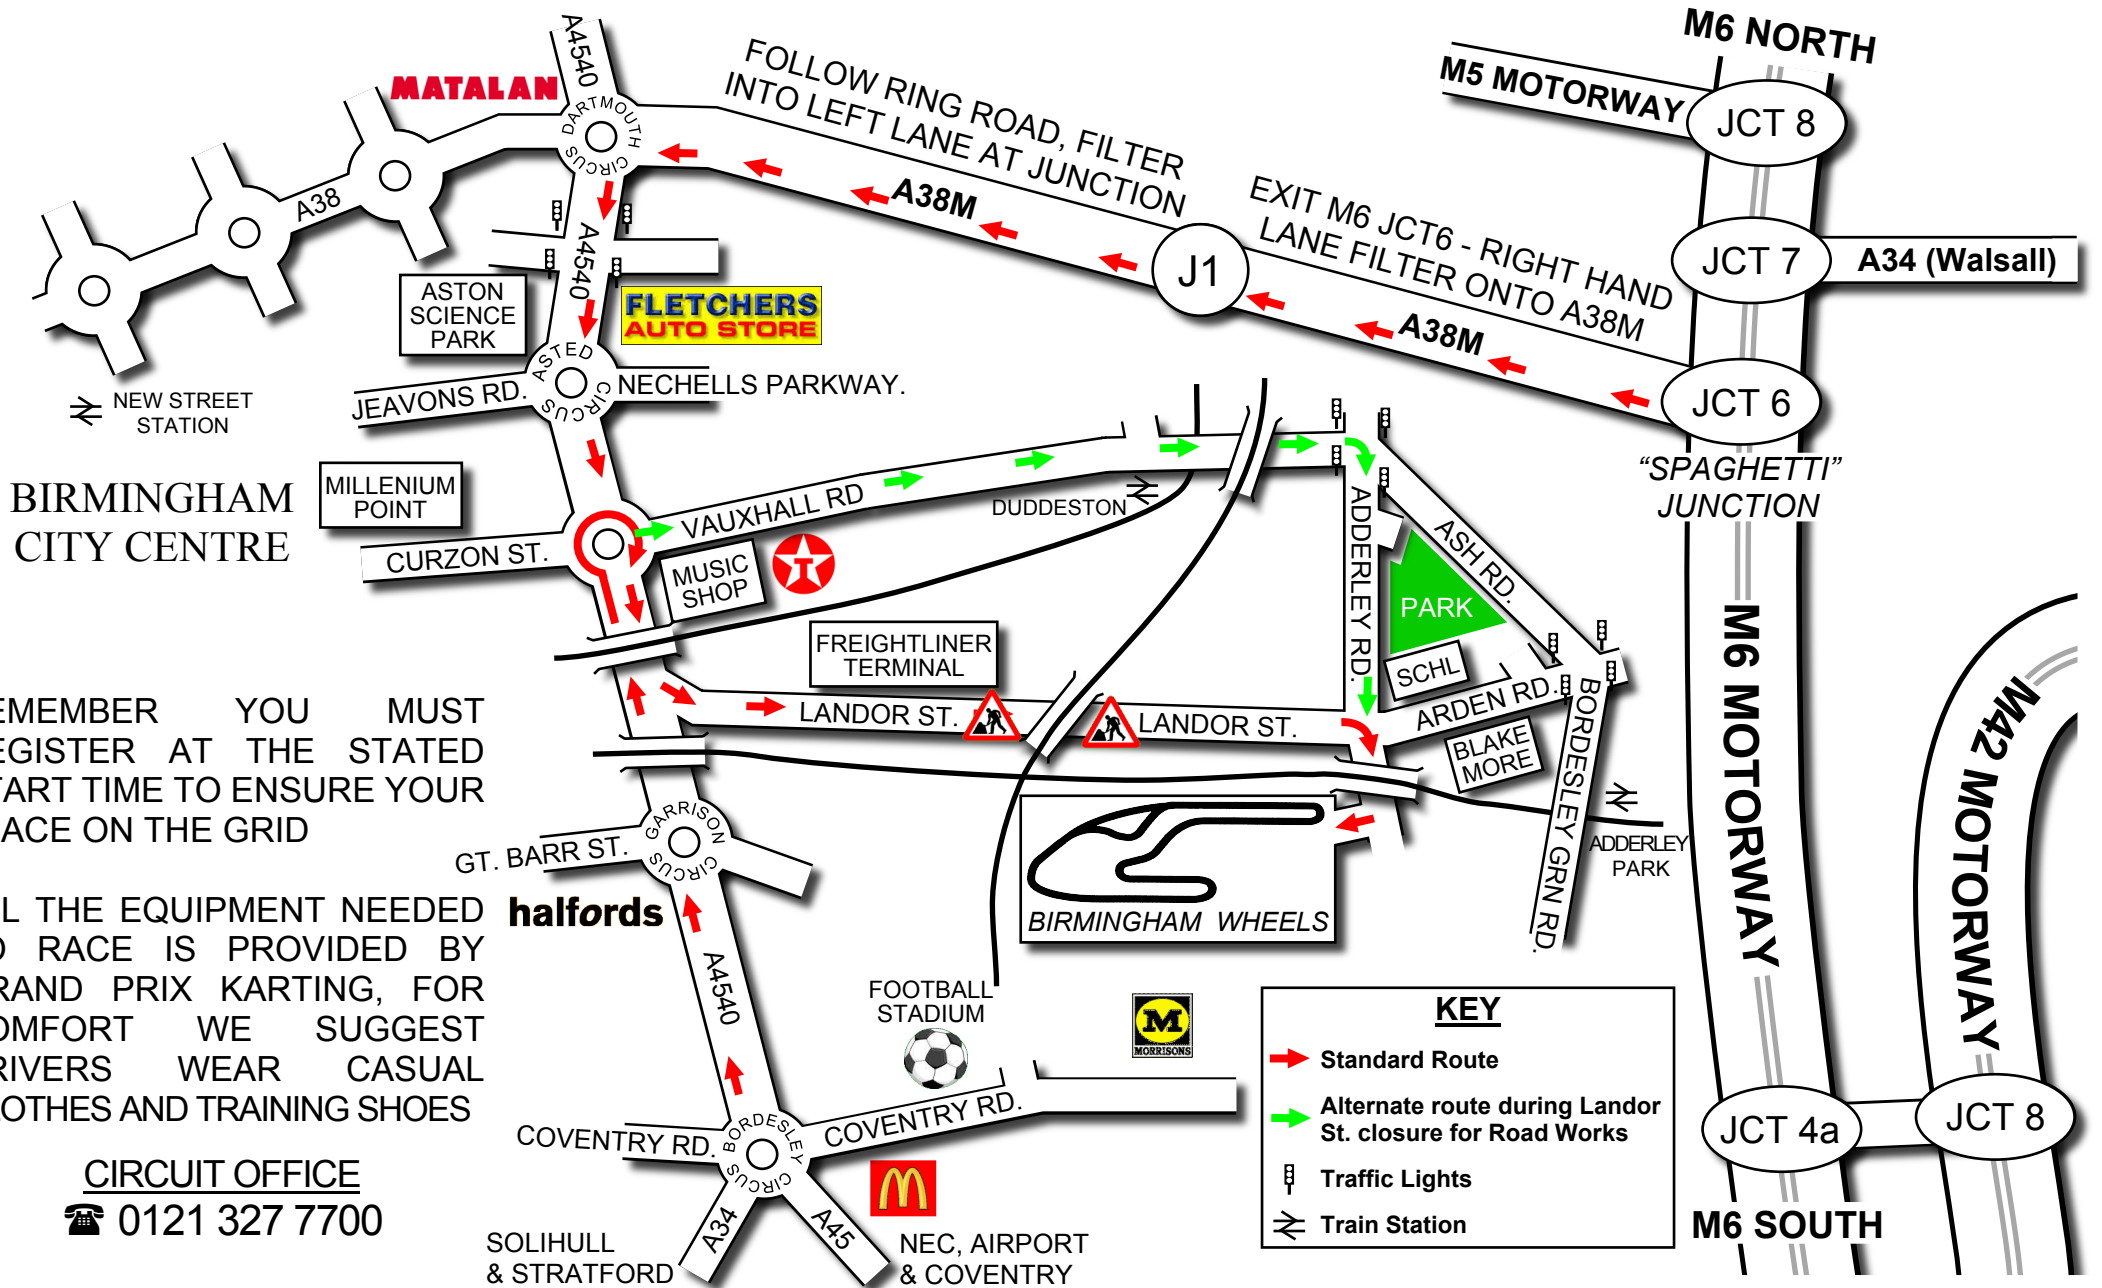 M6 NORTH
M5 MOTORWAY
JCT 8
JCT 7
A34 (Walsall)
JCT 6
"SPAGHETTI"
JUNCTION
M6 MOTORWAY
M42 MOTORWAY
JCT 4a
JCT 8
M6 SOUTH
EXIT M6 JCT6 - RIGHT HAND
LANE FILTER ONTO A38M
A38M
J1
FOLLOW RING ROAD, FILTER
INTO LEFT LANE AT JUNCTION
A38M
A4540
MATALAN
DARTMOUTH CIRCUS
A38
A4540
ASTON
SCIENCE
PARK
FLETCHERS
AUTO STORE
ASTED CIRCUS
JEAVONS RD.
NECHELLS PARKWAY.
NEW STREET
STATION
BIRMINGHAM
CITY CENTRE
MILLENIUM
POINT
CURZON ST.
VAUXHALL RD
MUSIC
SHOP
T
DUDDESTON
ADDERLEY RD.
ASH RD.
PARK
SCHL
ARDEN RD.
BLAKE
MORE
BORDESLEY GRN RD.
ADDERLEY
PARK
FREIGHTLINER
TERMINAL
LANDOR ST.
LANDOR ST.
BIRMINGHAM WHEELS
GARRISON CIRCUS
GT. BARR ST.
halfords
A4540
FOOTBALL
STADIUM
M
MORRISONS
COVENTRY RD.
BORDESLEY CIRCUS
COVENTRY RD.
A34
A45
SOLIHULL
& STRATFORD
NEC, AIRPORT
& COVENTRY
EMEMBER YOU MUST
EGISTER AT THE STATED
TART TIME TO ENSURE YOUR
ACE ON THE GRID
L THE EQUIPMENT NEEDED
O RACE IS PROVIDED BY
RAND PRIX KARTING, FOR
OMFORT WE SUGGEST
RIVERS WEAR CASUAL
LOTHES AND TRAINING SHOES
CIRCUIT OFFICE
☎ 0121 327 7700
KEY
Standard Route
Alternate route during Landor
St. closure for Road Works
Traffic Lights
Train Station